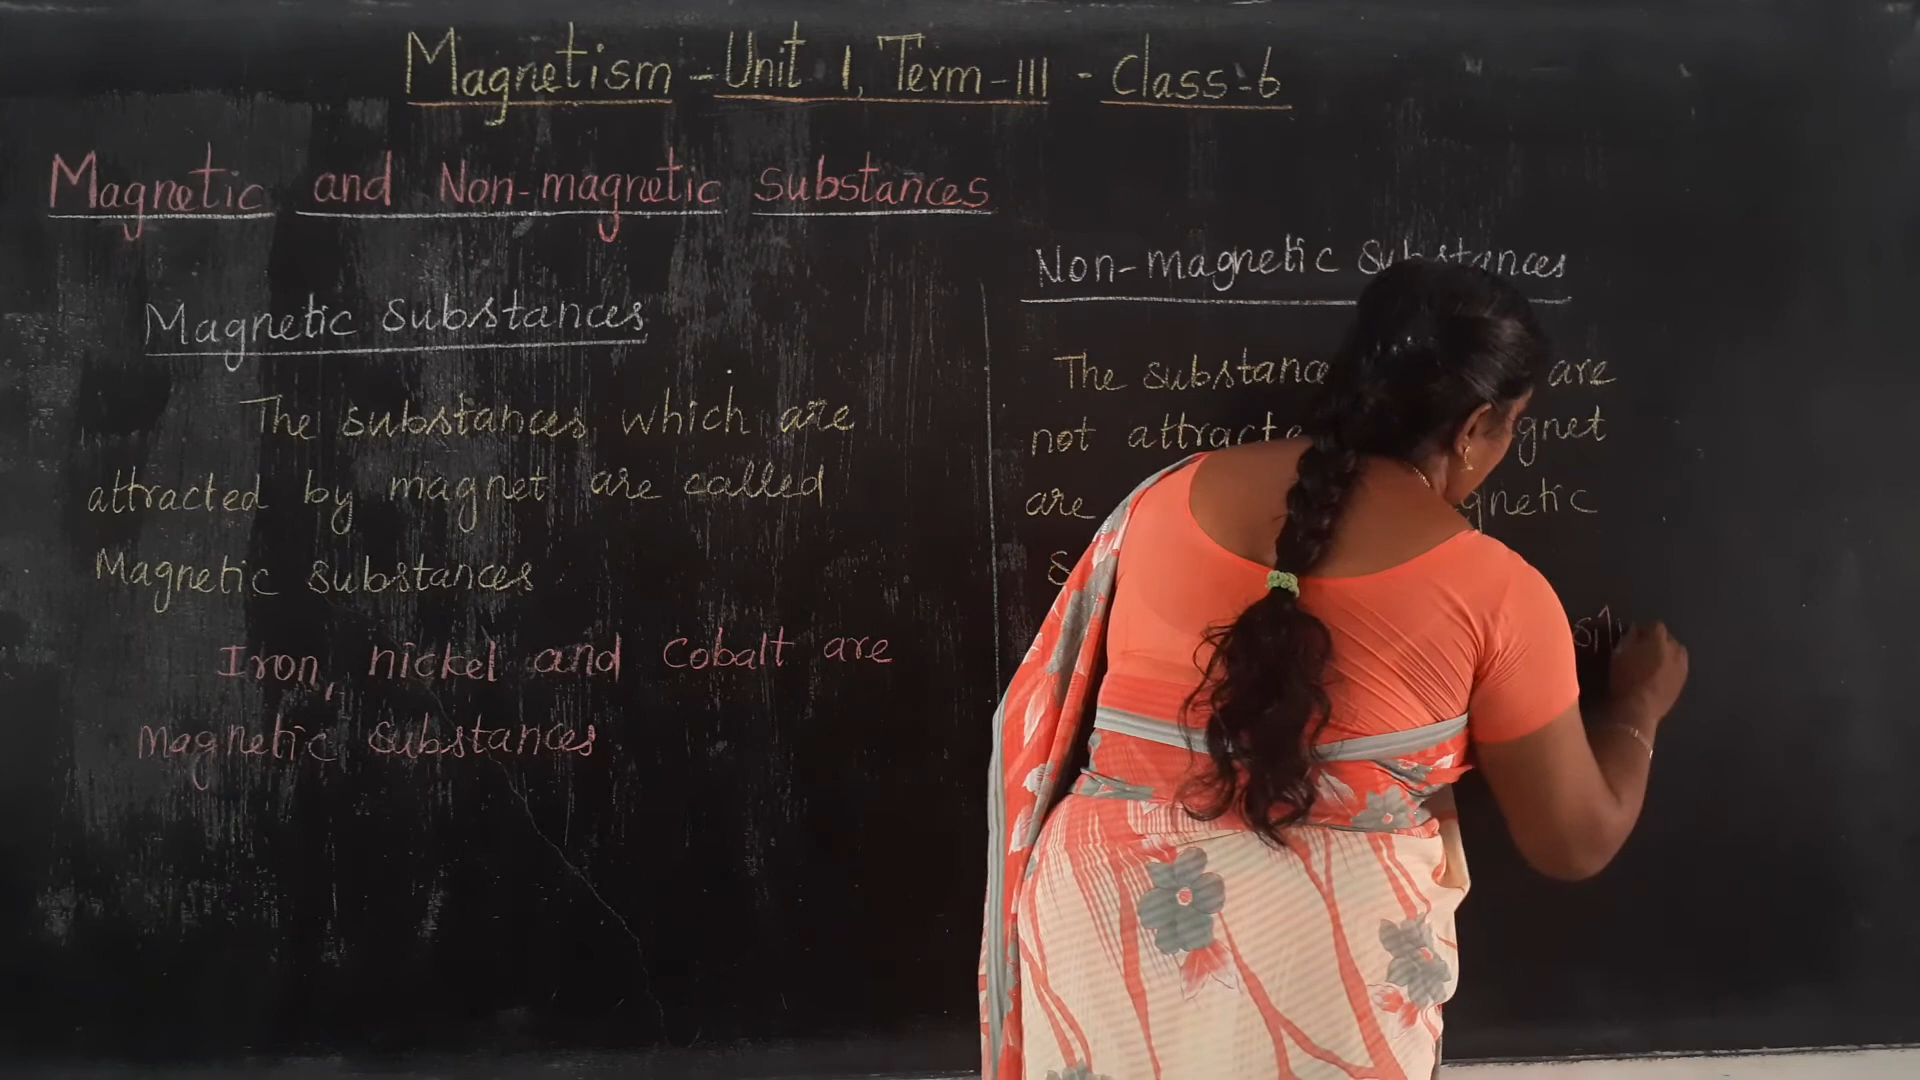 Magnetism - Unit 1, Term-III - Class-6
Magnetic and Non-magnetic substances
Magnetic substances
The substances which are
attracted by magnet are called
Magnetic substances
Iron, nickel and cobalt are
magnetic substances
Non-magnetic substances
The are
not gnet
are gnetic